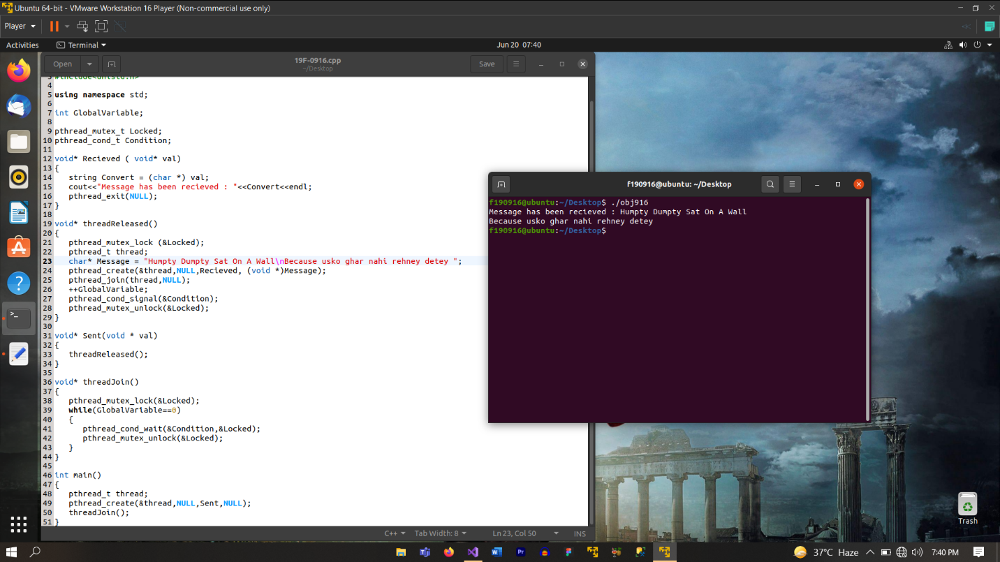 Ubuntu 64-bit - VMware Workstation 16 Player (Non-commercial use only)
Player
Activities
Terminal
Jun 20 07:40
Open
19F-0916.cpp
~/Desktop
Save
3 #include<unistd.h>
4
5 using namespace std;
6
7 int GlobalVariable;
8
9 pthread_mutex_t Locked;
10 pthread_cond_t Condition;
11
12 void* Recieved ( void* val)
13 {
14 string Convert = (char *) val;
15 cout<<"Message has been recieved : "<<Convert<<endl;
16 pthread_exit(NULL);
17 }
18
19 void* threadReleased()
20 {
21 pthread_mutex_lock (&Locked);
22 pthread_t thread;
23 char* Message = "Humpty Dumpty Sat On A Wall\nBecause usko ghar nahi rehney detey ";
24 pthread_create(&thread,NULL,Recieved, (void *)Message);
25 pthread_join(thread,NULL);
26 ++GlobalVariable;
27 pthread_cond_signal(&Condition);
28 pthread_mutex_unlock(&Locked);
29 }
30
31 void* Sent(void * val)
32 {
33 threadReleased();
34 }
35
36 void* threadJoin()
37 {
38 pthread_mutex_lock(&Locked);
39 while(GlobalVariable==0)
40 {
41 pthread_cond_wait(&Condition,&Locked);
42 pthread_mutex_unlock(&Locked);
43 }
44 }
45
46 int main()
47 {
48 pthread_t thread;
49 pthread_create(&thread,NULL,Sent,NULL);
50 threadJoin();
51 }
C++
Tab Width: 8
Ln 23, Col 50
INS
f190916@ubuntu: ~/Desktop
f190916@ubuntu:~/Desktop$ ./obj916
Message has been recieved : Humpty Dumpty Sat On A Wall
Because usko ghar nahi rehney detey
f190916@ubuntu:~/Desktop$
Trash
37°C Haze
7:40 PM